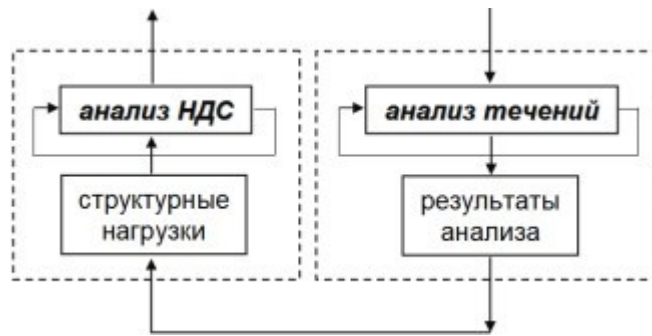 анализ НДС
структурные
нагрузки
анализ течений
результаты
анализа